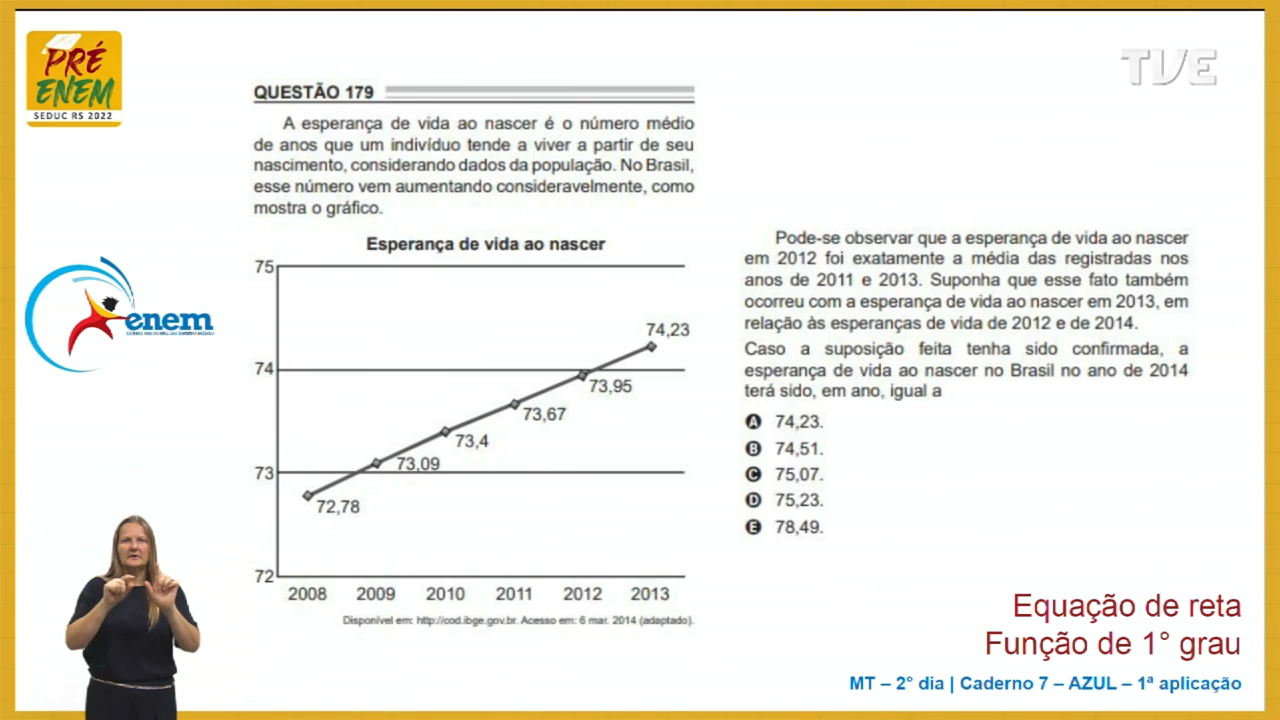 PRÉ
ENEM
SEDUC RS 2022
TVE
QUESTÃO 179
A esperança de vida ao nascer é o número médio
de anos que um indivíduo tende a viver a partir de seu
nascimento, considerando dados da população. No Brasil,
esse número vem aumentando consideravelmente, como
mostra o gráfico.
Esperança de vida ao nascer
75
74,23
74
73,95
73,67
73,4
73,09
73
72,78
72
2008 2009 2010 2011 2012 2013
Disponível em: http://cod.ibge.gov.br. Acesso em: 6 mar. 2014 (adaptado).
enem
Pode-se observar que a esperança de vida ao nascer
em 2012 foi exatamente a média das registradas nos
anos de 2011 e 2013. Suponha que esse fato também
ocorreu com a esperança de vida ao nascer em 2013, em
relação às esperanças de vida de 2012 e de 2014.
Caso a suposição feita tenha sido confirmada, a
esperança de vida ao nascer no Brasil no ano de 2014
terá sido, em ano, igual a
A 74,23.
B 74,51.
C 75,07.
D 75,23.
E 78,49.
Equação de reta
Função de 1° grau
MT – 2° dia | Caderno 7 – AZUL – 1ª aplicação